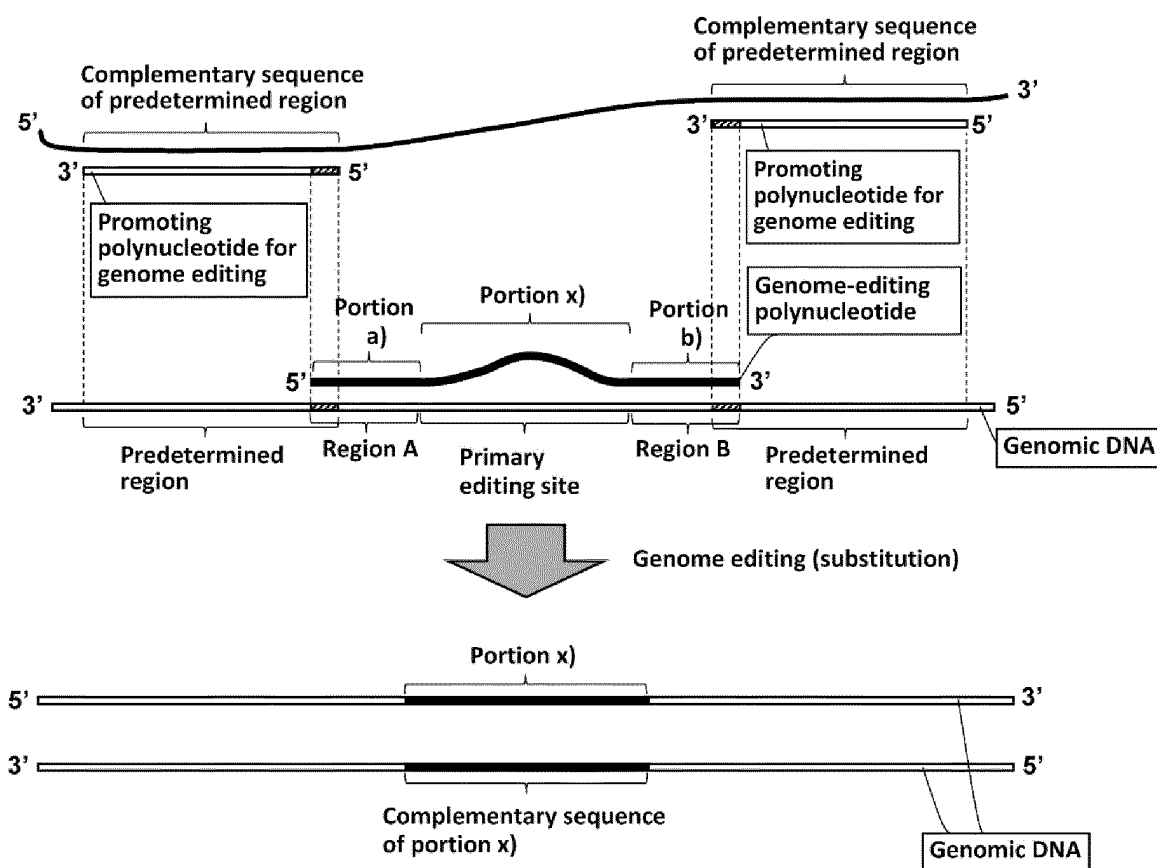 Complementary sequence
of predetermined region
Complementary sequence
of predetermined region
5'
3'
3'
5'
3'
5'
Promoting
polynucleotide for
genome editing
Promoting
polynucleotide for
genome editing
Portion x)
Portion
a)
Portion
b)
Genome-editing
polynucleotide
5'
3'
3'
5'
Predetermined
region
Region A
Primary
editing site
Region B
Predetermined
region
Genomic DNA
Genome editing (substitution)
Portion x)
5'
3'
3'
5'
Complementary sequence
of portion x)
Genomic DNA